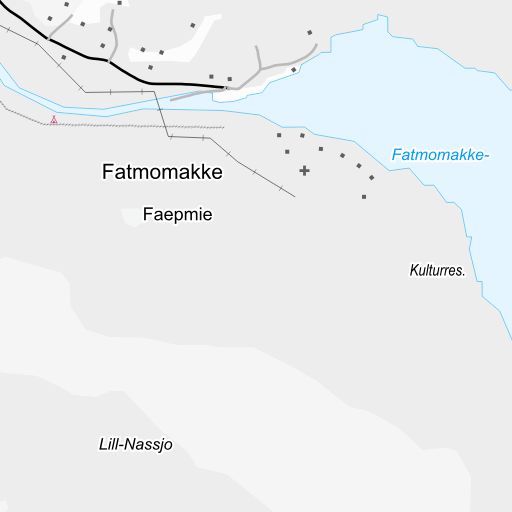 Fatmomakke-
Fatmomakke
Faepmie
Kulturres.
Lill-Nassjo